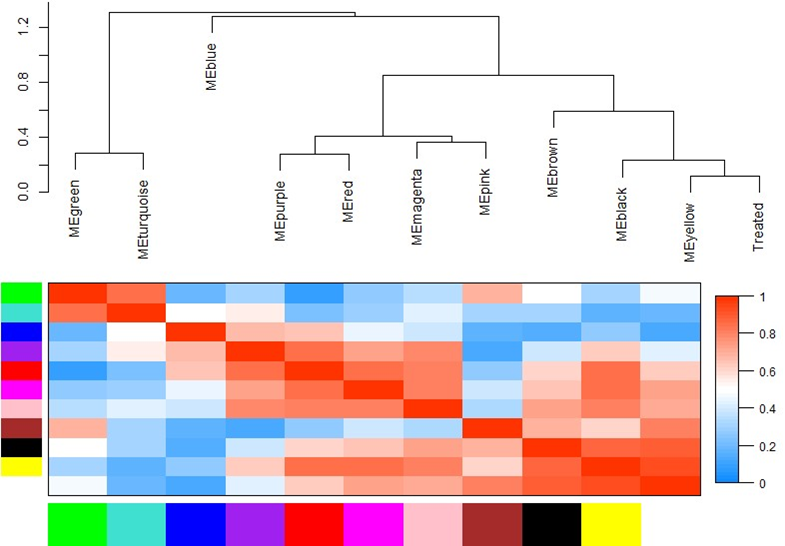 1.2
0.8
0.4
0.0
MEgreen
MEturquoise
MEblue
MEpurple
MEred
MEmagenta
MEpink
MEbrown
MEblack
MEyellow
Treated
1
0.8
0.6
0.4
0.2
0